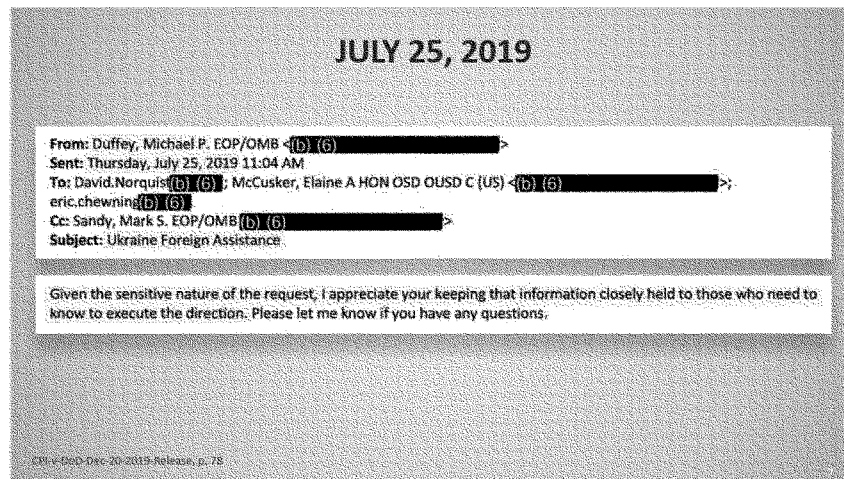 JULY 25, 2019
From: Duffey, Michael P. EOP/OMB <(b) (6)>
Sent: Thursday, July 25, 2019 11:04 AM
To: David.Norquist(b) (6); McCusker, Elaine A HON OSD OUSD C (US) <(b) (6)>;
eric.chewning(b) (6)
Cc: Sandy, Mark S. EOP/OMB (b) (6)>
Subject: Ukraine Foreign Assistance
Given the sensitive nature of the request, I appreciate your keeping that information closely held to those who need to
know to execute the direction. Please let me know if you have any questions.
CPI-v-DoD-Dec-20-2019-Release, p. 78